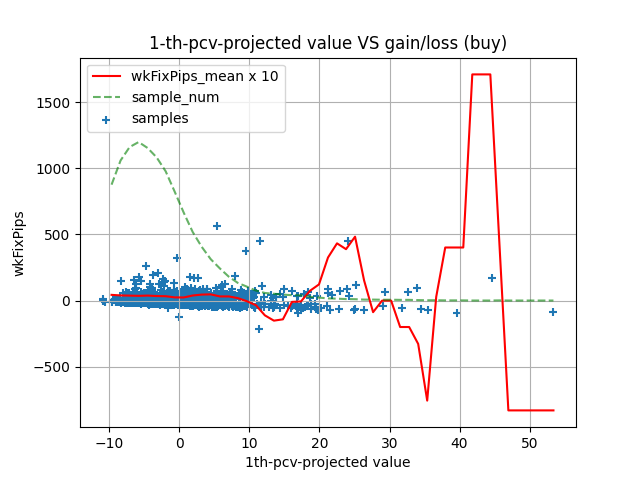 1-th-pcv-projected value VS gain/loss (buy)
wkFixPips_mean x 10
sample_num
samples
1500
1000
500
0
−500
wkFixPips
−10 0 10 20 30 40 50
1th-pcv-projected value